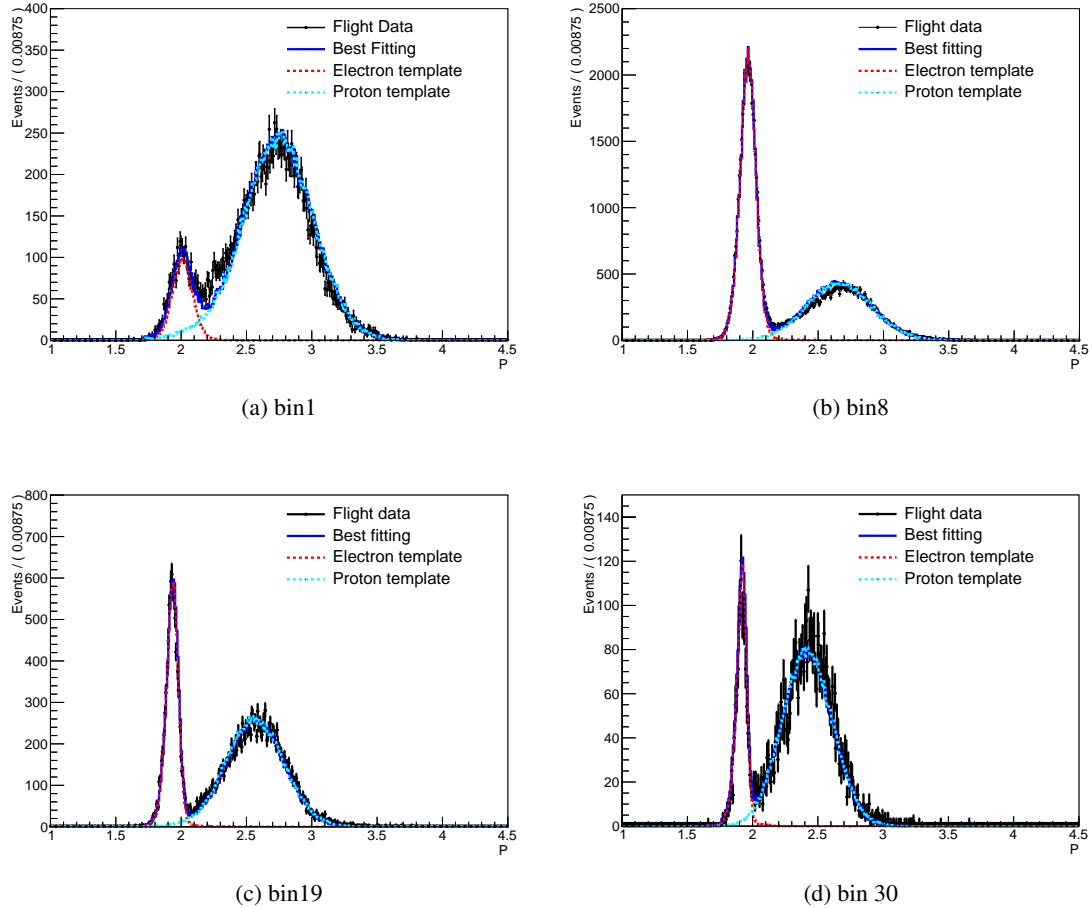 Events / ( 0.00875 )
400
350
300
250
200
150
100
50
0
1
1.5
2
2.5
3
3.5
4
4.5
P
Flight Data
Best Fitting
Electron template
Proton template
(a) bin1
Events / ( 0.00875 )
2500
2000
1500
1000
500
0
1
1.5
2
2.5
3
3.5
4
4.5
P
Flight data
Best fitting
Electron template
Proton template
(b) bin8
Events / ( 0.00875 )
800
700
600
500
400
300
200
100
0
1
1.5
2
2.5
3
3.5
4
4.5
P
Flight data
Best fitting
Electron template
Proton template
(c) bin19
Events / ( 0.00875 )
140
120
100
80
60
40
20
0
1
1.5
2
2.5
3
3.5
4
4.5
P
Flight data
Best fitting
Electron template
Proton template
(d) bin 30